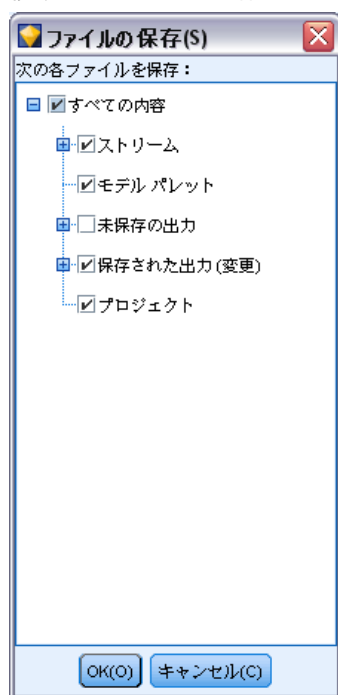 ファイルの保存(S)
次の各ファイルを保存：
すべての内容
ストリーム
モデル パレット
未保存の出力
保存された出力(変更)
プロジェクト
OK(O) キャンセル(C)